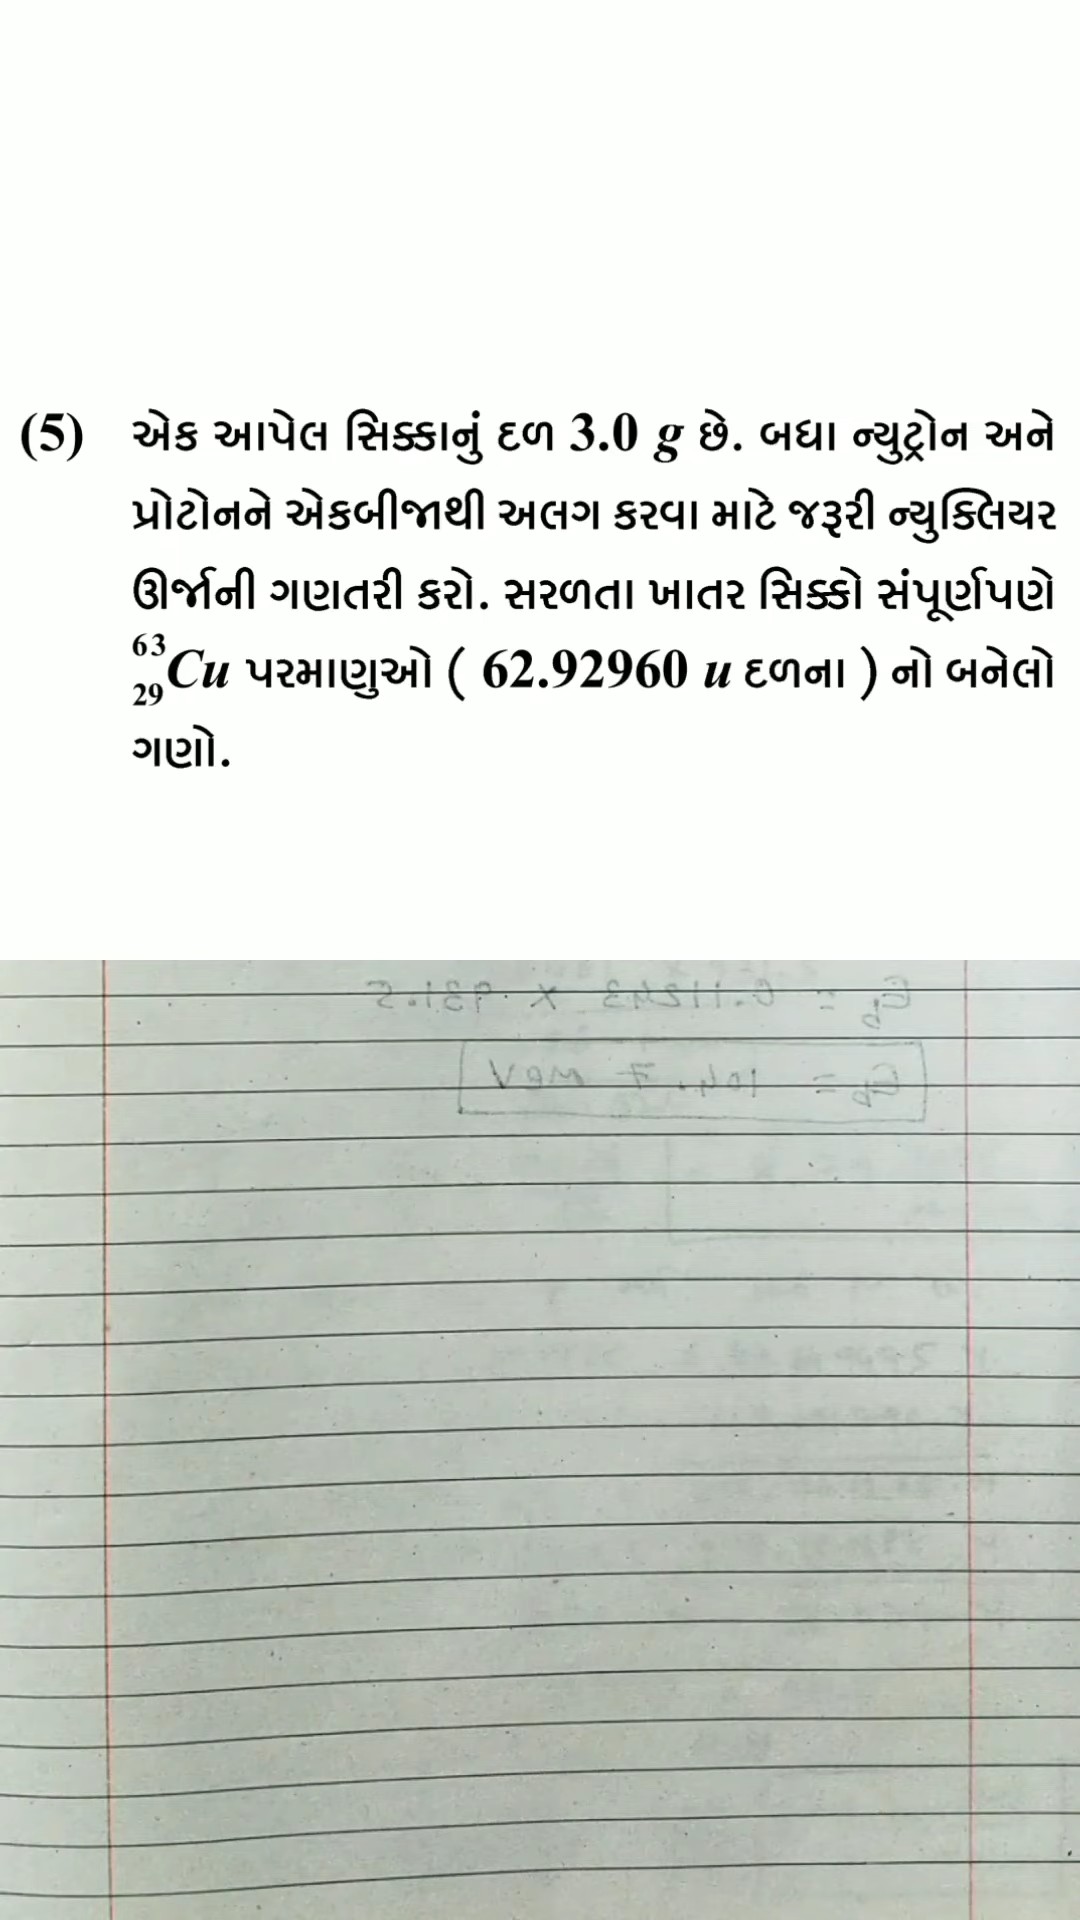 (5) એક આપેલ સિક્કાનું દળ 3.0 g છે. બધા ન્યુટ્રોન અને
પ્રોટોનને એકબીજાથી અલગ કરવા માટે જરૂરી ન્યુક્લિયર
ઊર્જાની ગણતરી કરો. સરળતા ખાતર સિક્કો સંપૂર્ણપણે
⁶³₂₉Cu પરમાણુઓ ( 62.92960 u દળના ) નો બનેલો
ગણો.